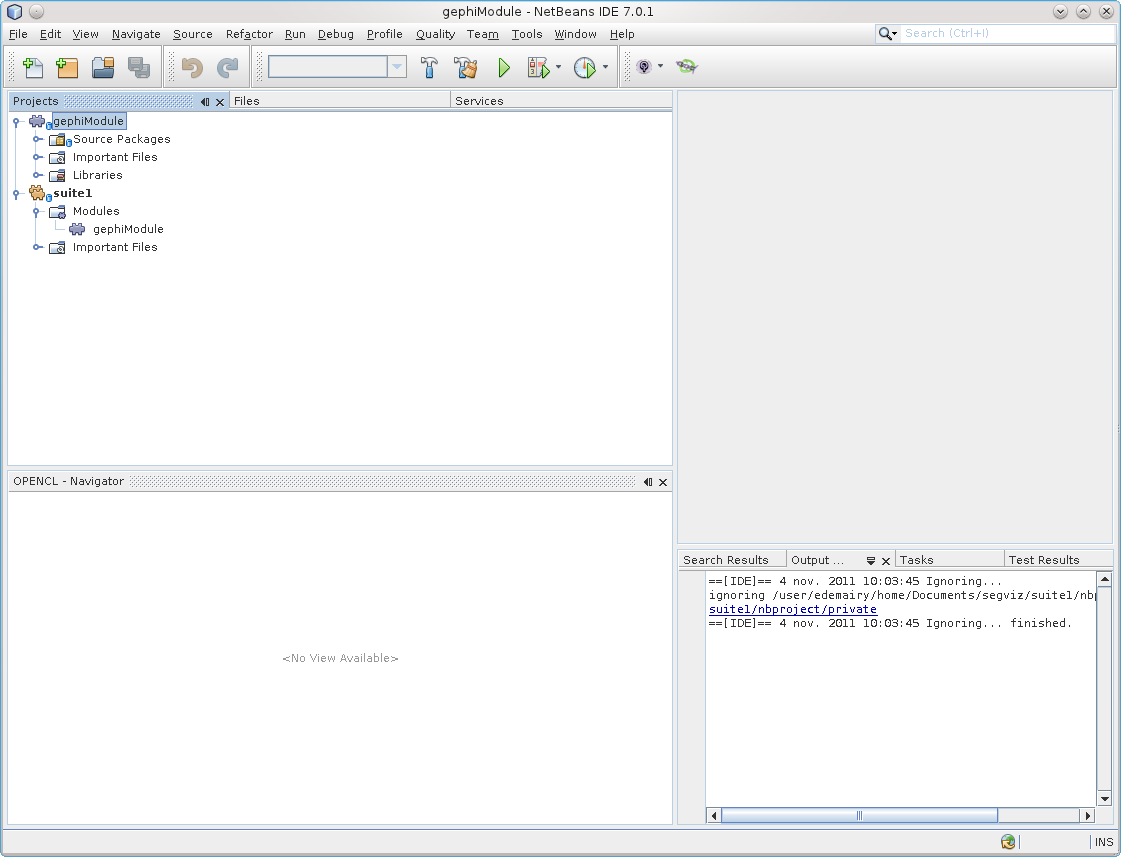 gephiModule - NetBeans IDE 7.0.1
File Edit View Navigate Source Refactor Run Debug Profile Quality Team Tools Window Help
Search (Ctrl+I)
Projects
Files
Services
gephiModule
Source Packages
Important Files
Libraries
suite1
Modules
gephiModule
Important Files
OPENCL - Navigator
<No View Available>
Search Results
Output ...
Tasks
Test Results
==[IDE]== 4 nov. 2011 10:03:45 Ignoring...
ignoring /user/edemairy/home/Documents/segviz/suite1/nbp
suite1/nbproject/private
==[IDE]== 4 nov. 2011 10:03:45 Ignoring... finished.
INS